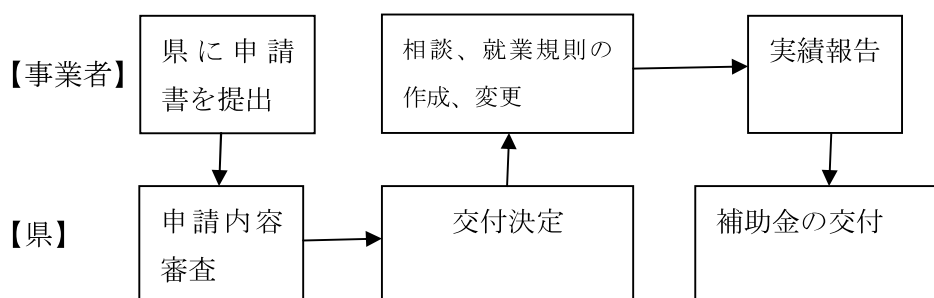 【事業者】
県に申請
書を提出
相談、就業規則の
作成、変更
実績報告
【県】
申請内容
審査
交付決定
補助金の交付